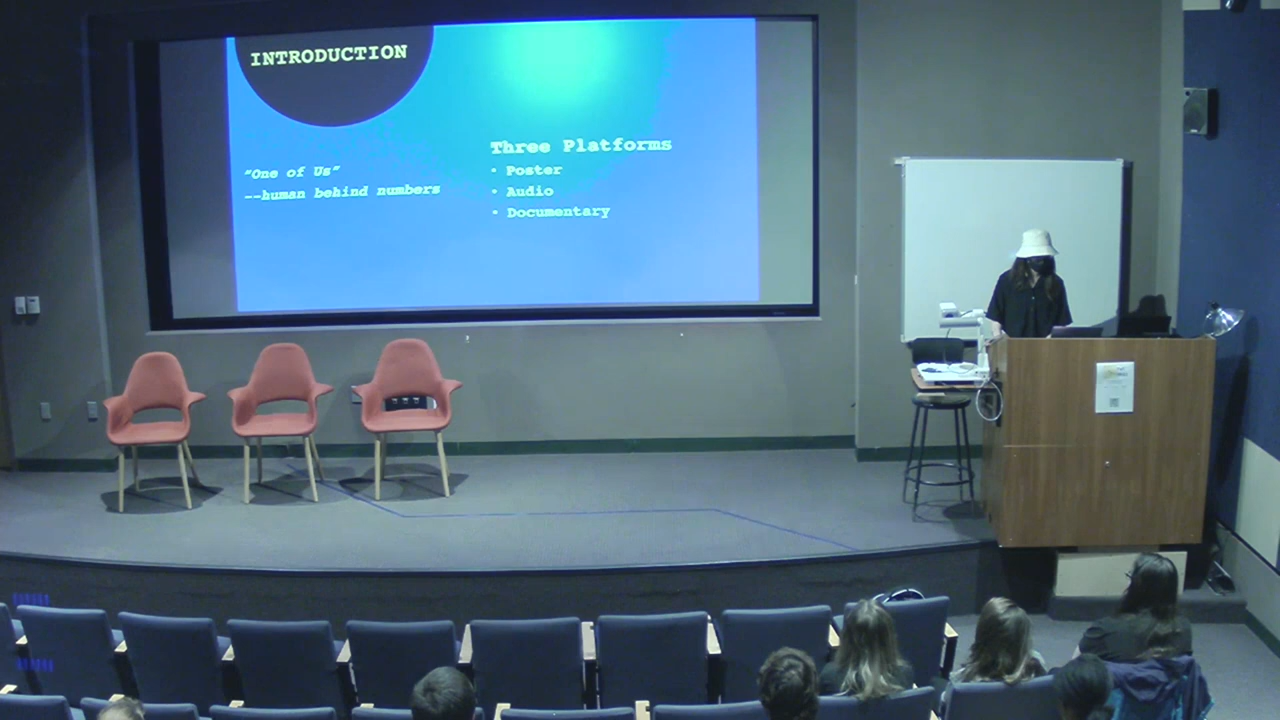 INTRODUCTION
"One of Us"
--human behind numbers
Three Platforms
• Poster
• Audio
• Documentary